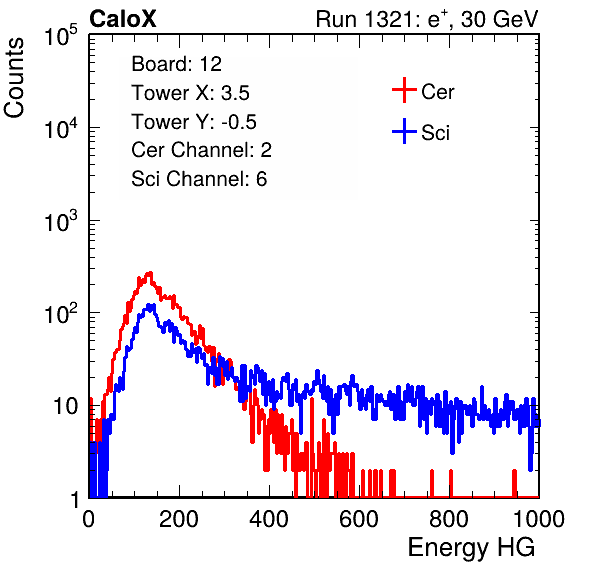 CaloX Run 1321: e⁺, 30 GeV
Board: 12
Tower X: 3.5
Tower Y: -0.5
Cer Channel: 2
Sci Channel: 6
Cer
Sci
Counts
10⁵
10⁴
10³
10²
10
1
0 200 400 600 800 1000
Energy HG